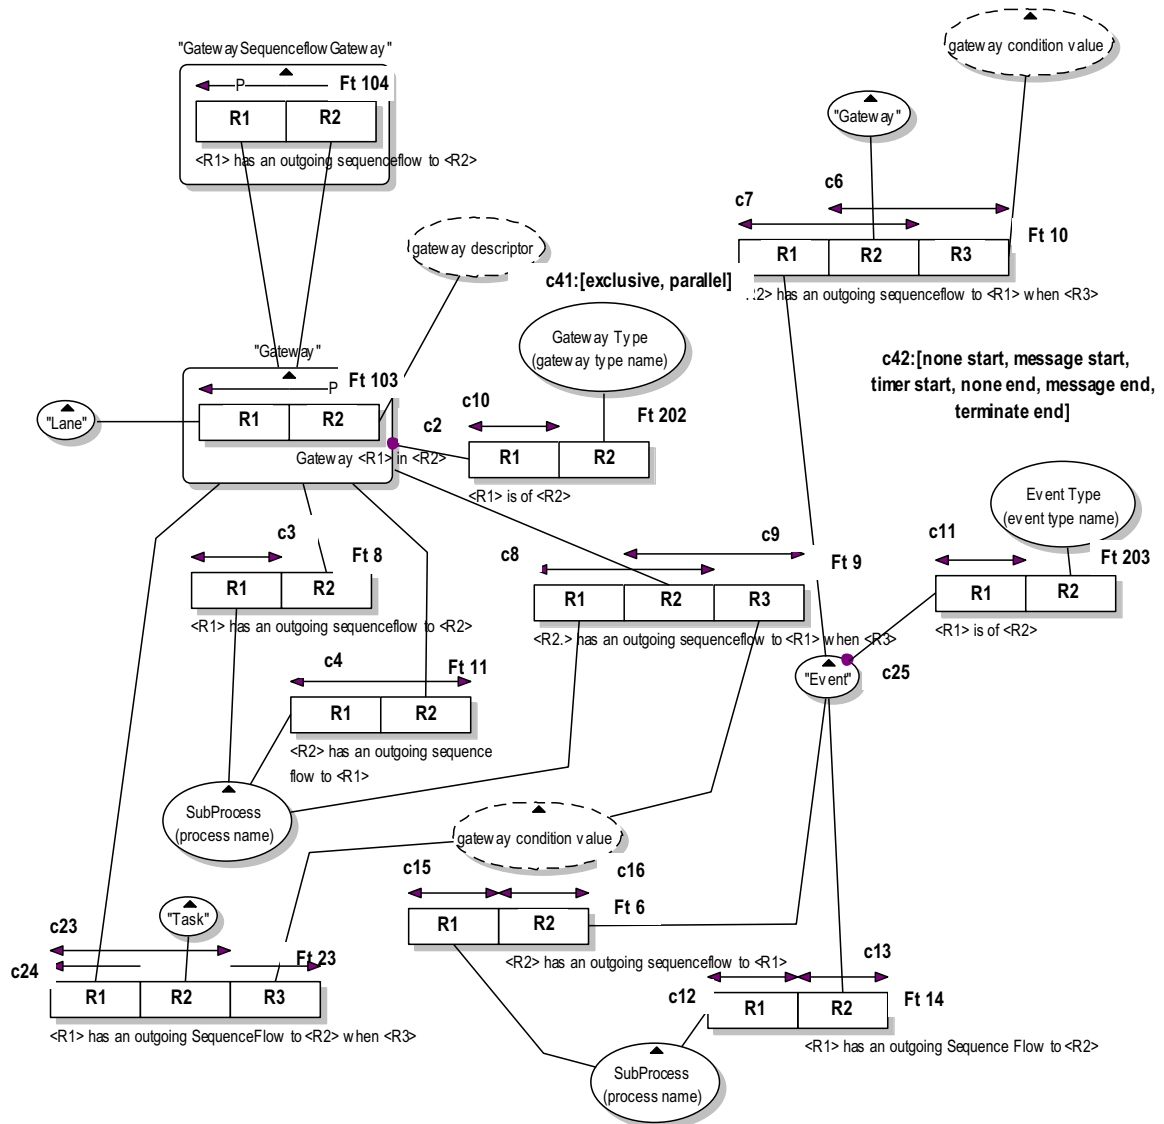 "Gateway Sequenceflow Gateway"
P
Ft 104
R1 R2
<R1> has an outgoing sequenceflow to <R2>
gateway condition value
"Gateway"
c7
c6
Ft 10
R1 R2 R3
.2> has an outgoing sequenceflow to <R1> when <R3>
gateway descriptor
c41:[exclusive, parallel]
Gateway Type
(gateway type name)
c42:[none start, message start,
timer start, none end, message end,
terminate end]
"Gateway"
P
Ft 103
"Lane"
R1 R2
Gateway <R1> in <R2>
c2
c10
Ft 202
R1 R2
<R1> is of <R2>
Event Type
(event type name)
c11
Ft 203
R1 R2
<R1> is of <R2>
c3
Ft 8
R1 R2
<R1> has an outgoing sequenceflow to <R2>
c8
c9
Ft 9
R1 R2 R3
<R2.> has an outgoing sequenceflow to <R1> when <R3>
c4
Ft 11
R1 R2
<R2> has an outgoing sequence
flow to <R1>
"Event"
c25
SubProcess
(process name)
gateway condition value
c15
c16
Ft 6
R1 R2
<R2> has an outgoing sequenceflow to <R1>
c23
"Task"
c24
Ft 23
R1 R2 R3
<R1> has an outgoing SequenceFlow to <R2> when <R3>
c12
c13
Ft 14
R1 R2
<R1> has an outgoing Sequence Flow to <R2>
SubProcess
(process name)